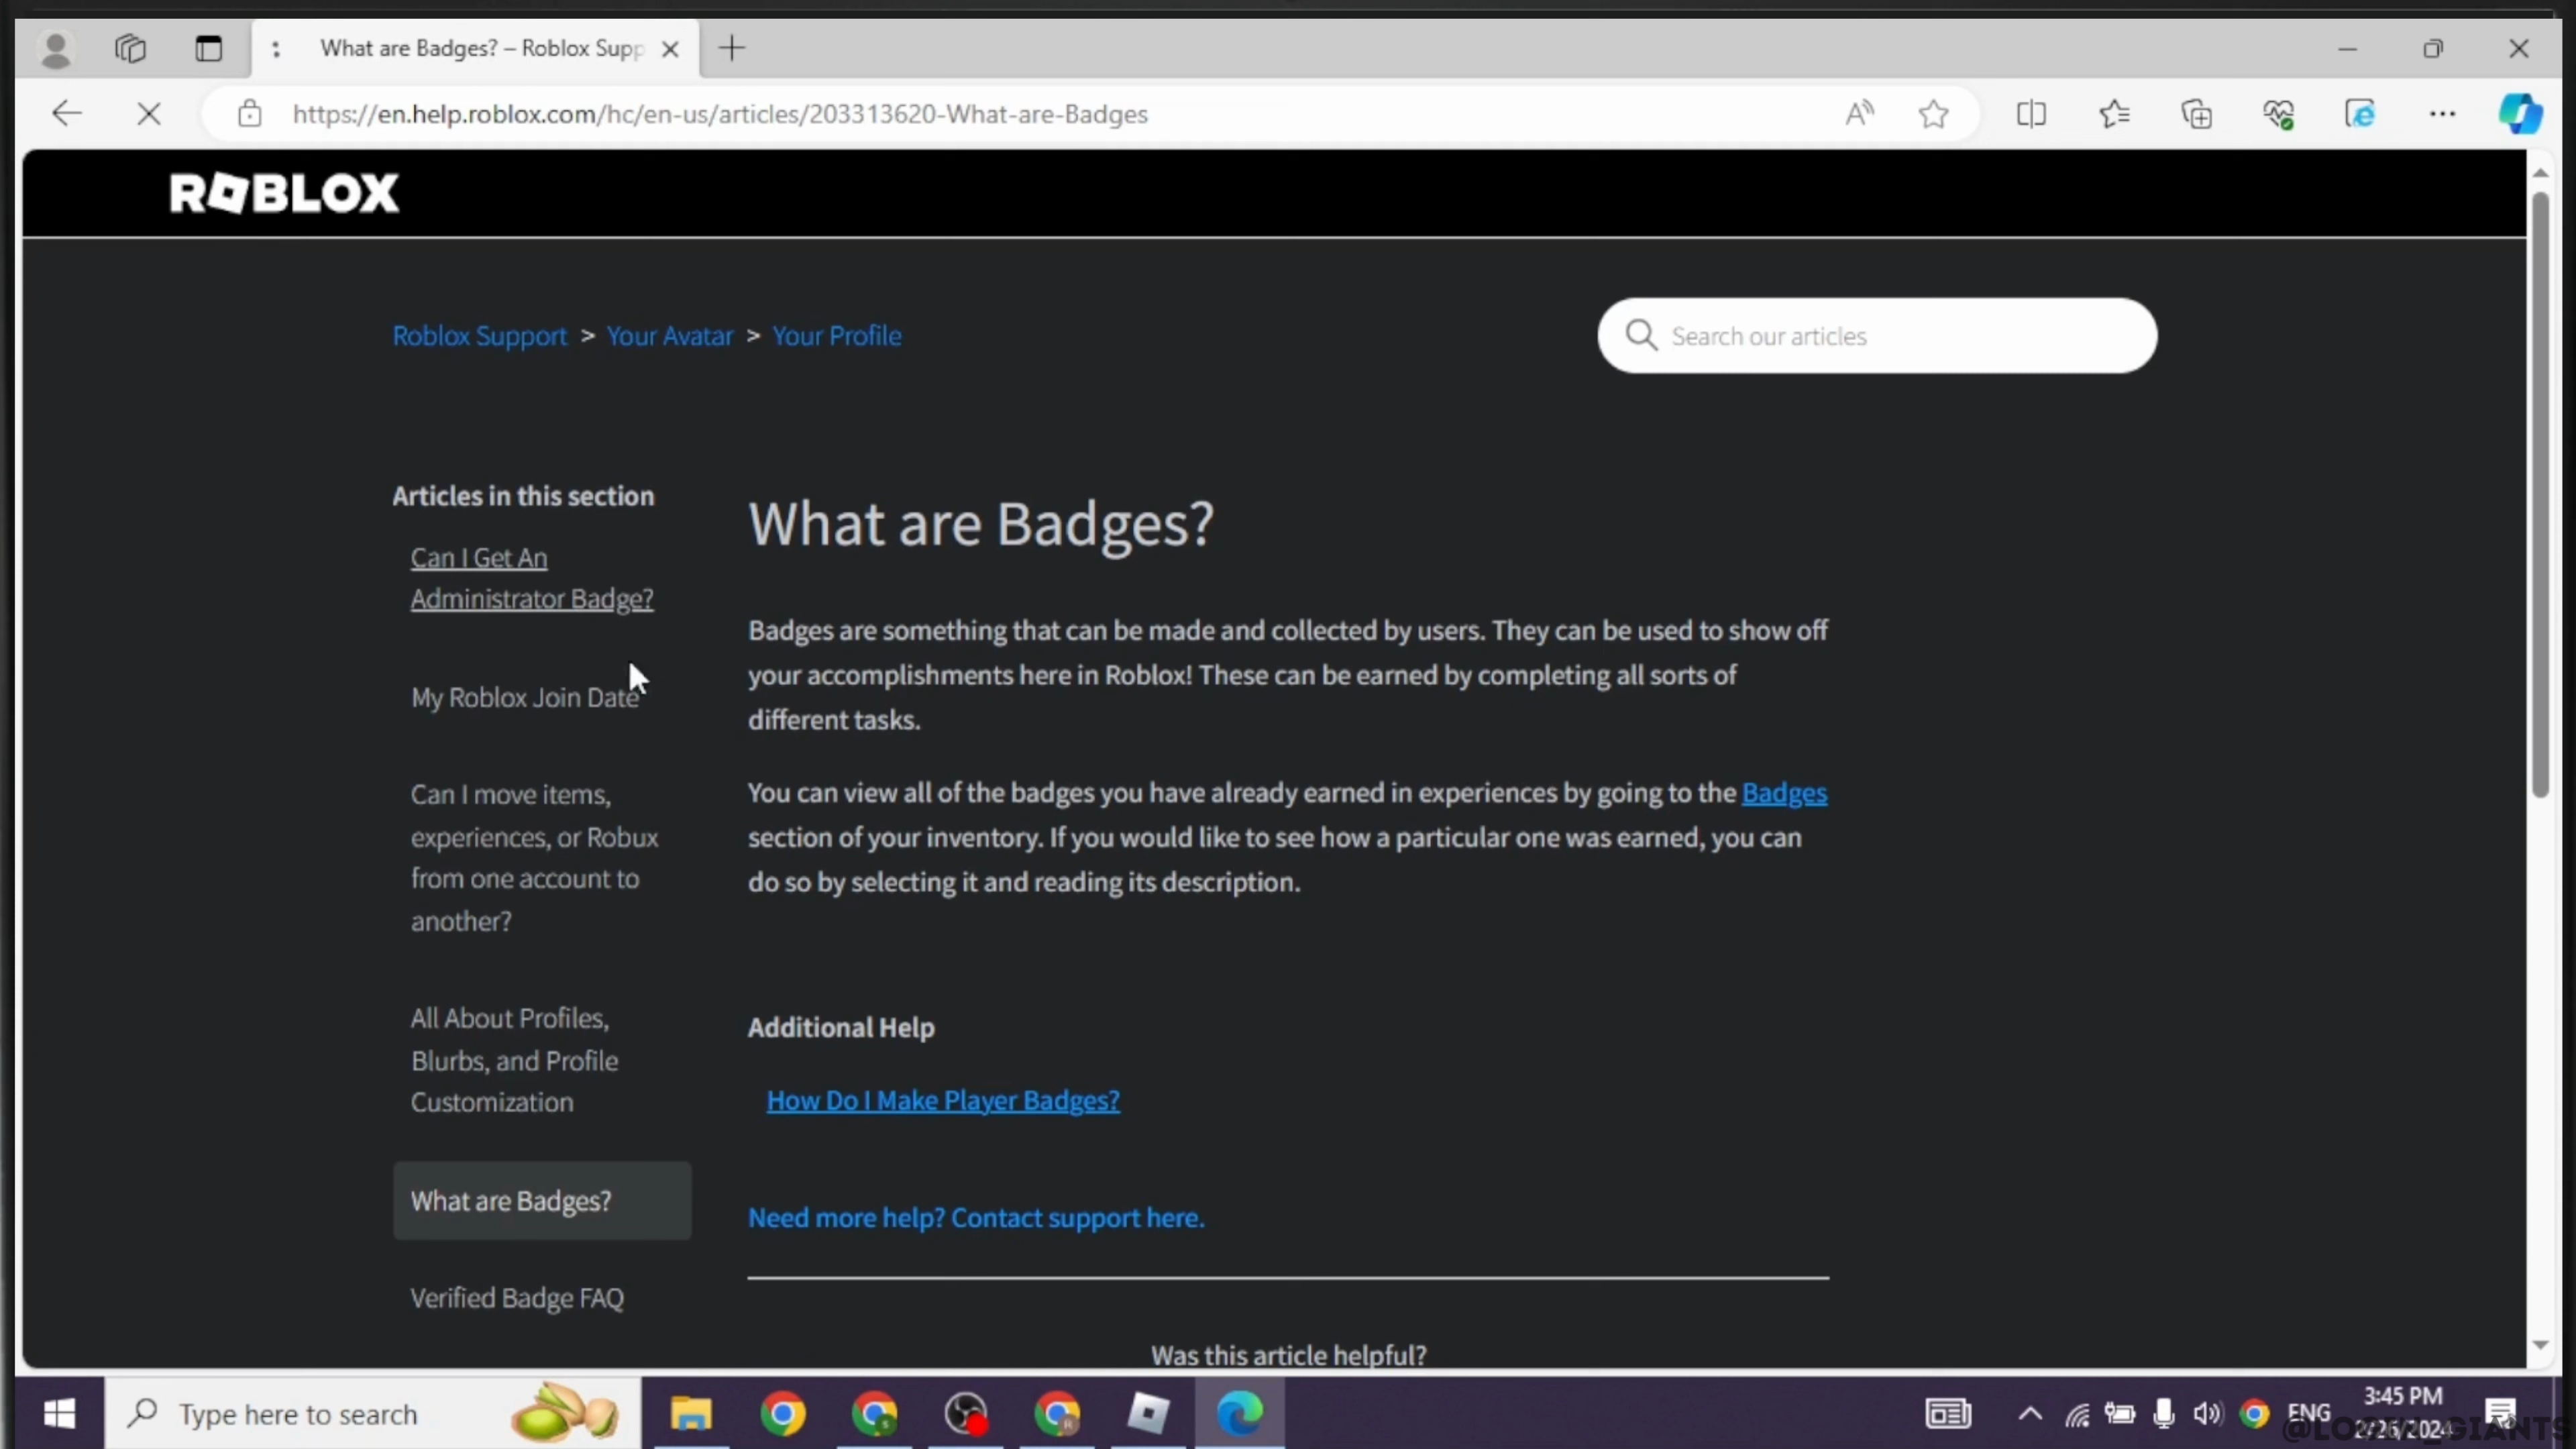 What are Badges? – Roblox Supp
https://en.help.roblox.com/hc/en-us/articles/203313620-What-are-Badges
ROBLOX
Roblox Support > Your Avatar > Your Profile
Search our articles
Articles in this section
Can I Get An
Administrator Badge?
My Roblox Join Date
Can I move items,
experiences, or Robux
from one account to
another?
All About Profiles,
Blurbs, and Profile
Customization
What are Badges?
Verified Badge FAQ
What are Badges?
Badges are something that can be made and collected by users. They can be used to show off
your accomplishments here in Roblox! These can be earned by completing all sorts of
different tasks.
You can view all of the badges you have already earned in experiences by going to the Badges
section of your inventory. If you would like to see how a particular one was earned, you can
do so by selecting it and reading its description.
Additional Help
How Do I Make Player Badges?
Need more help? Contact support here.
Was this article helpful?
Type here to search
ENG
3:45 PM
2/26/2024